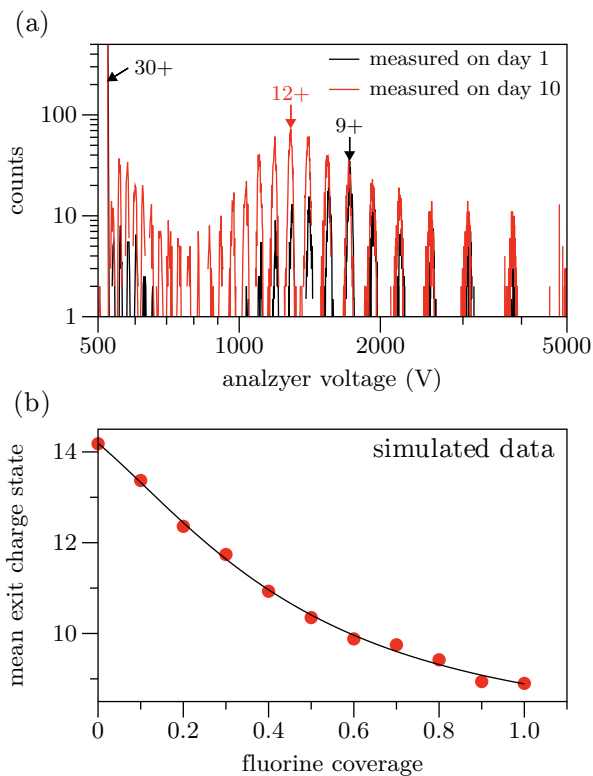 (a)
measured on day 1
measured on day 10
30+
12+
9+
100
10
1
counts
500
1000
2000
5000
analzyer voltage (V)
(b)
simulated data
14
12
10
mean exit charge state
0
0.2
0.4
0.6
0.8
1.0
fluorine coverage